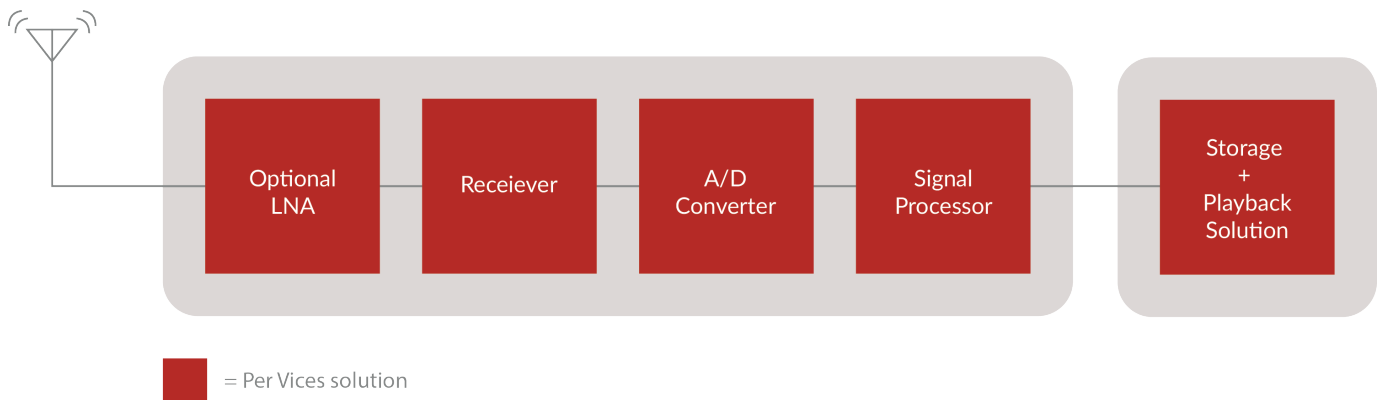 Optional
LNA
Receiever
A/D
Converter
Signal
Processor
Storage
+
Playback
Solution
= Per Vices solution